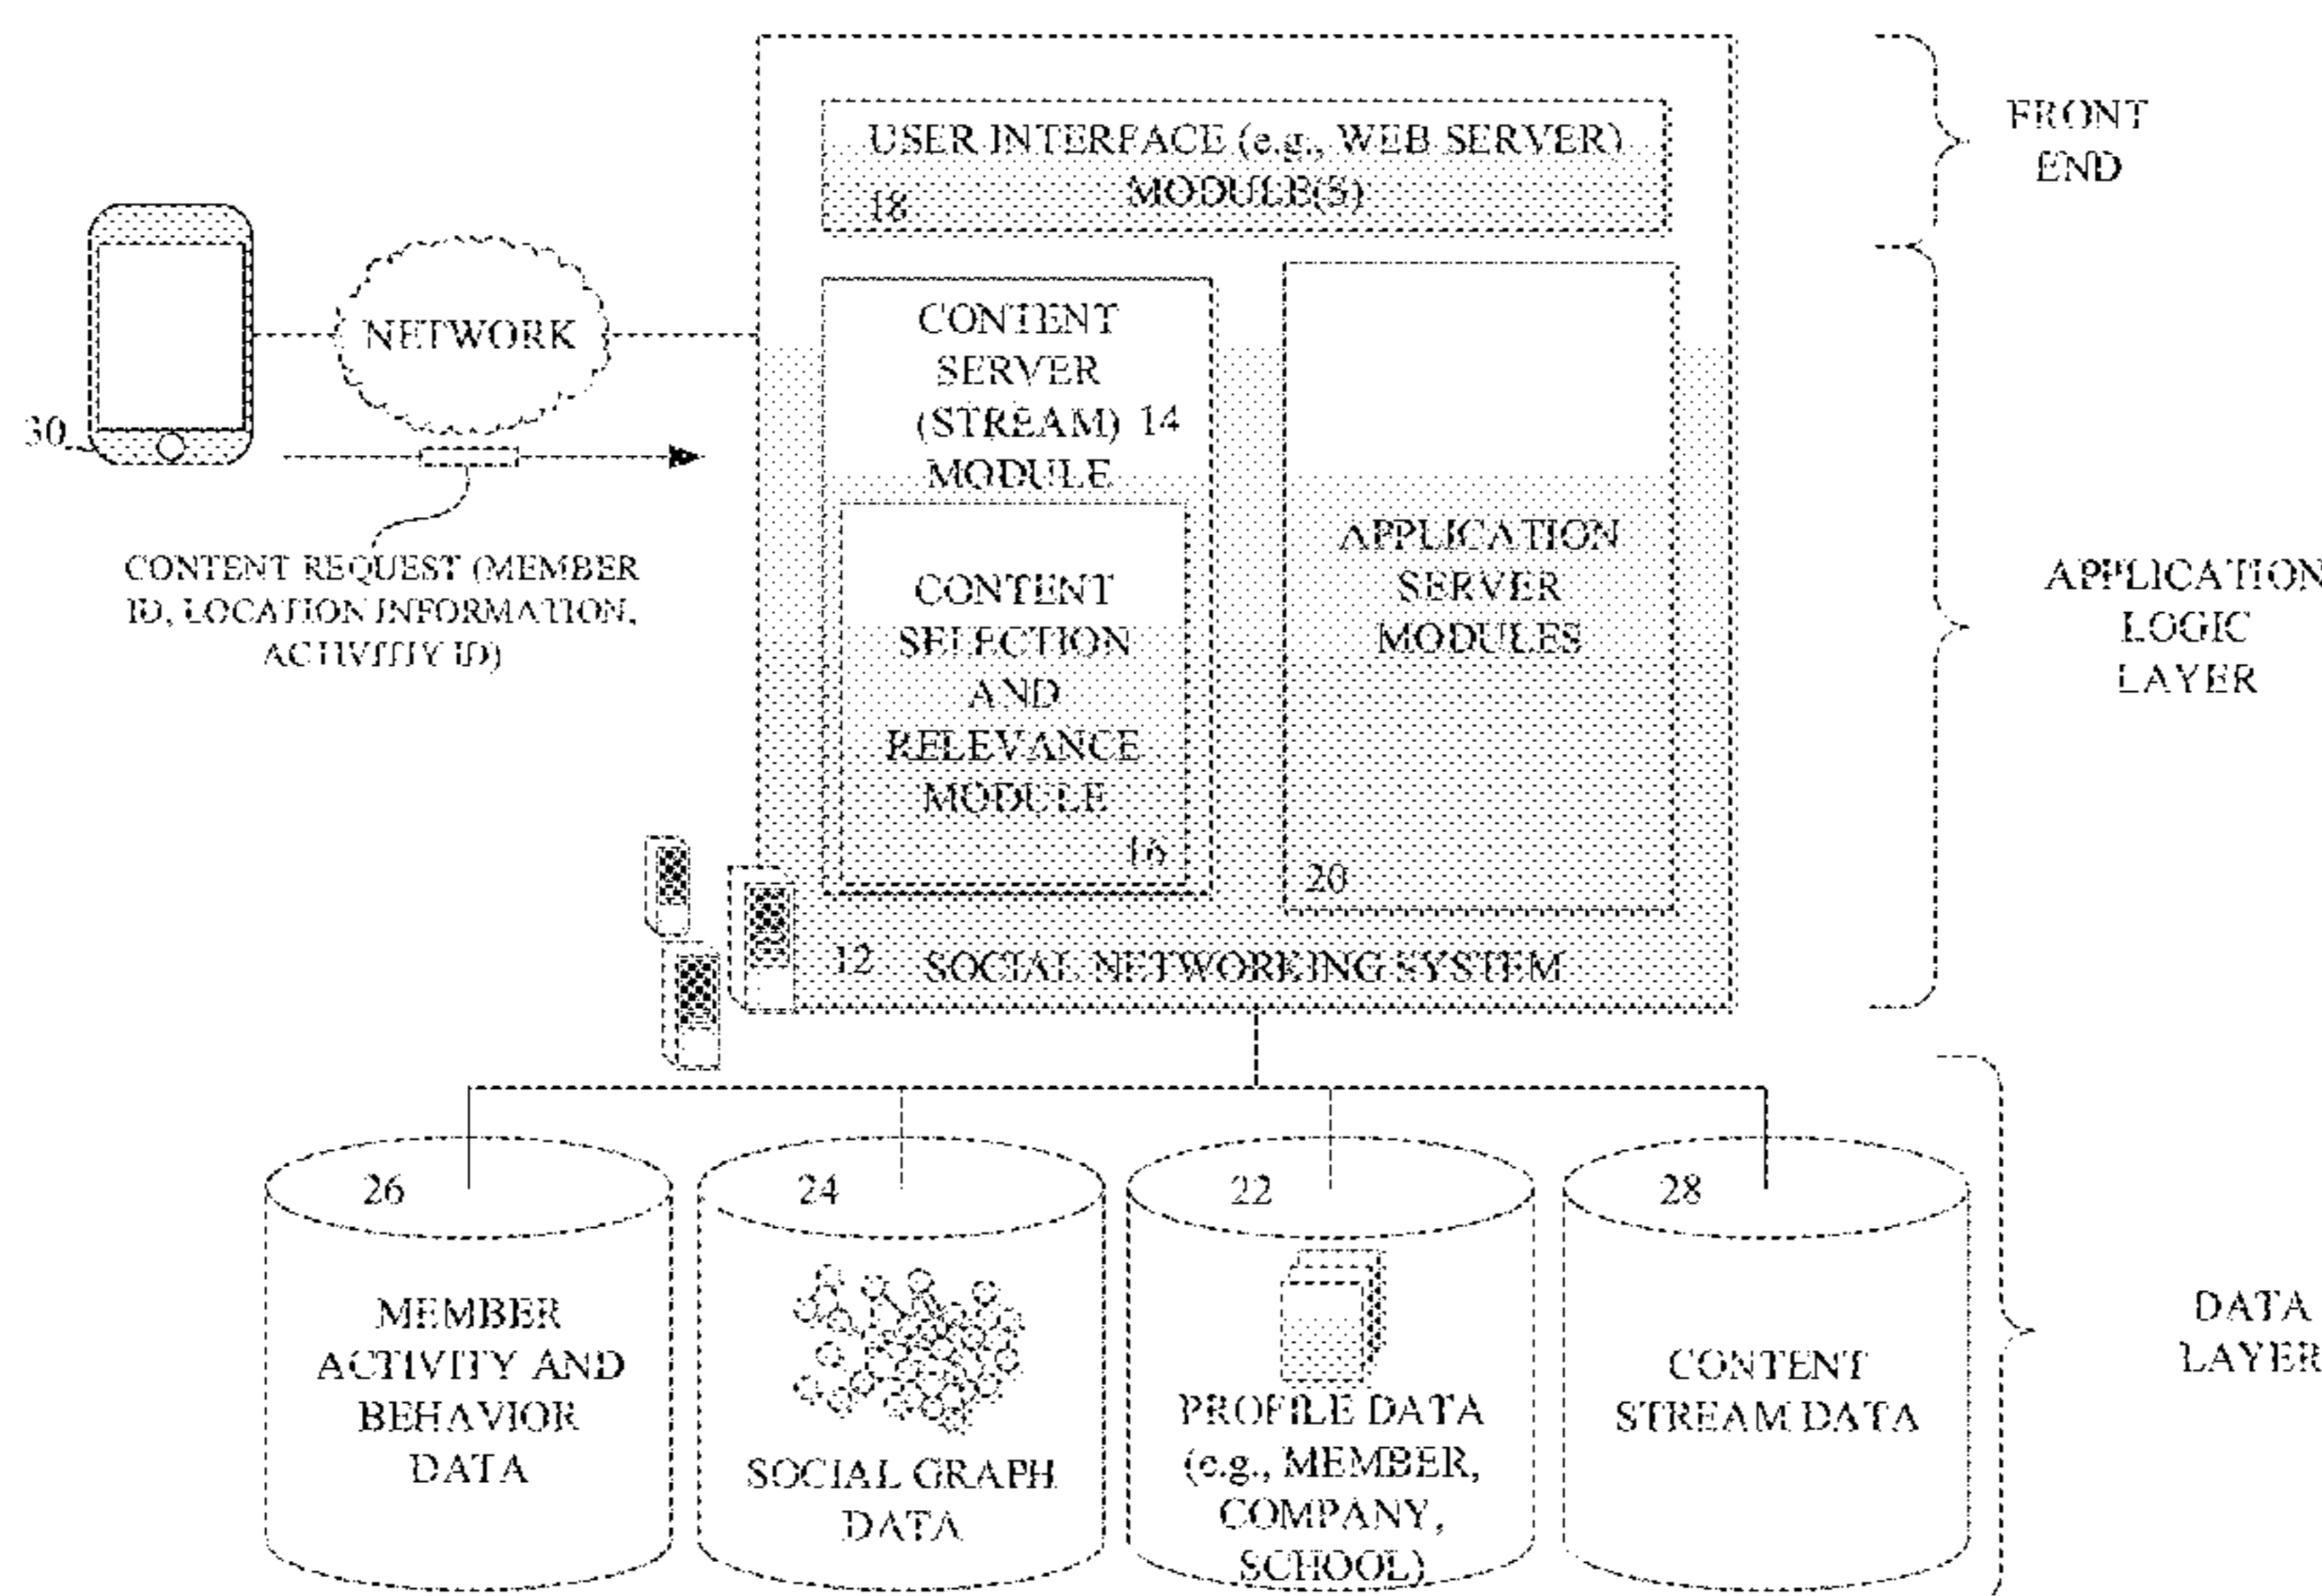 USER INTERFACE (e.g., WEB SERVER)
MODULE(S)
18
FRONT
END
NETWORK
30
CONTENT REQUEST (MEMBER
ID, LOCATION INFORMATION,
ACTIVITIY ID)
CONTENT
SERVER
(STREAM) 14
MODULE
CONTENT
SELECTION
AND
RELEVANCE
MODULE
16
APPLICATION
SERVER
MODULES
20
APPLICATION
LOGIC
LAYER
12 SOCIAL NETWORKING SYSTEM
26
MEMBER
ACTIVITY AND
BEHAVIOR
DATA
24
SOCIAL GRAPH
DATA
22
PROFILE DATA
(e.g., MEMBER,
COMPANY,
SCHOOL)
28
CONTENT
STREAM DATA
DATA
LAYER